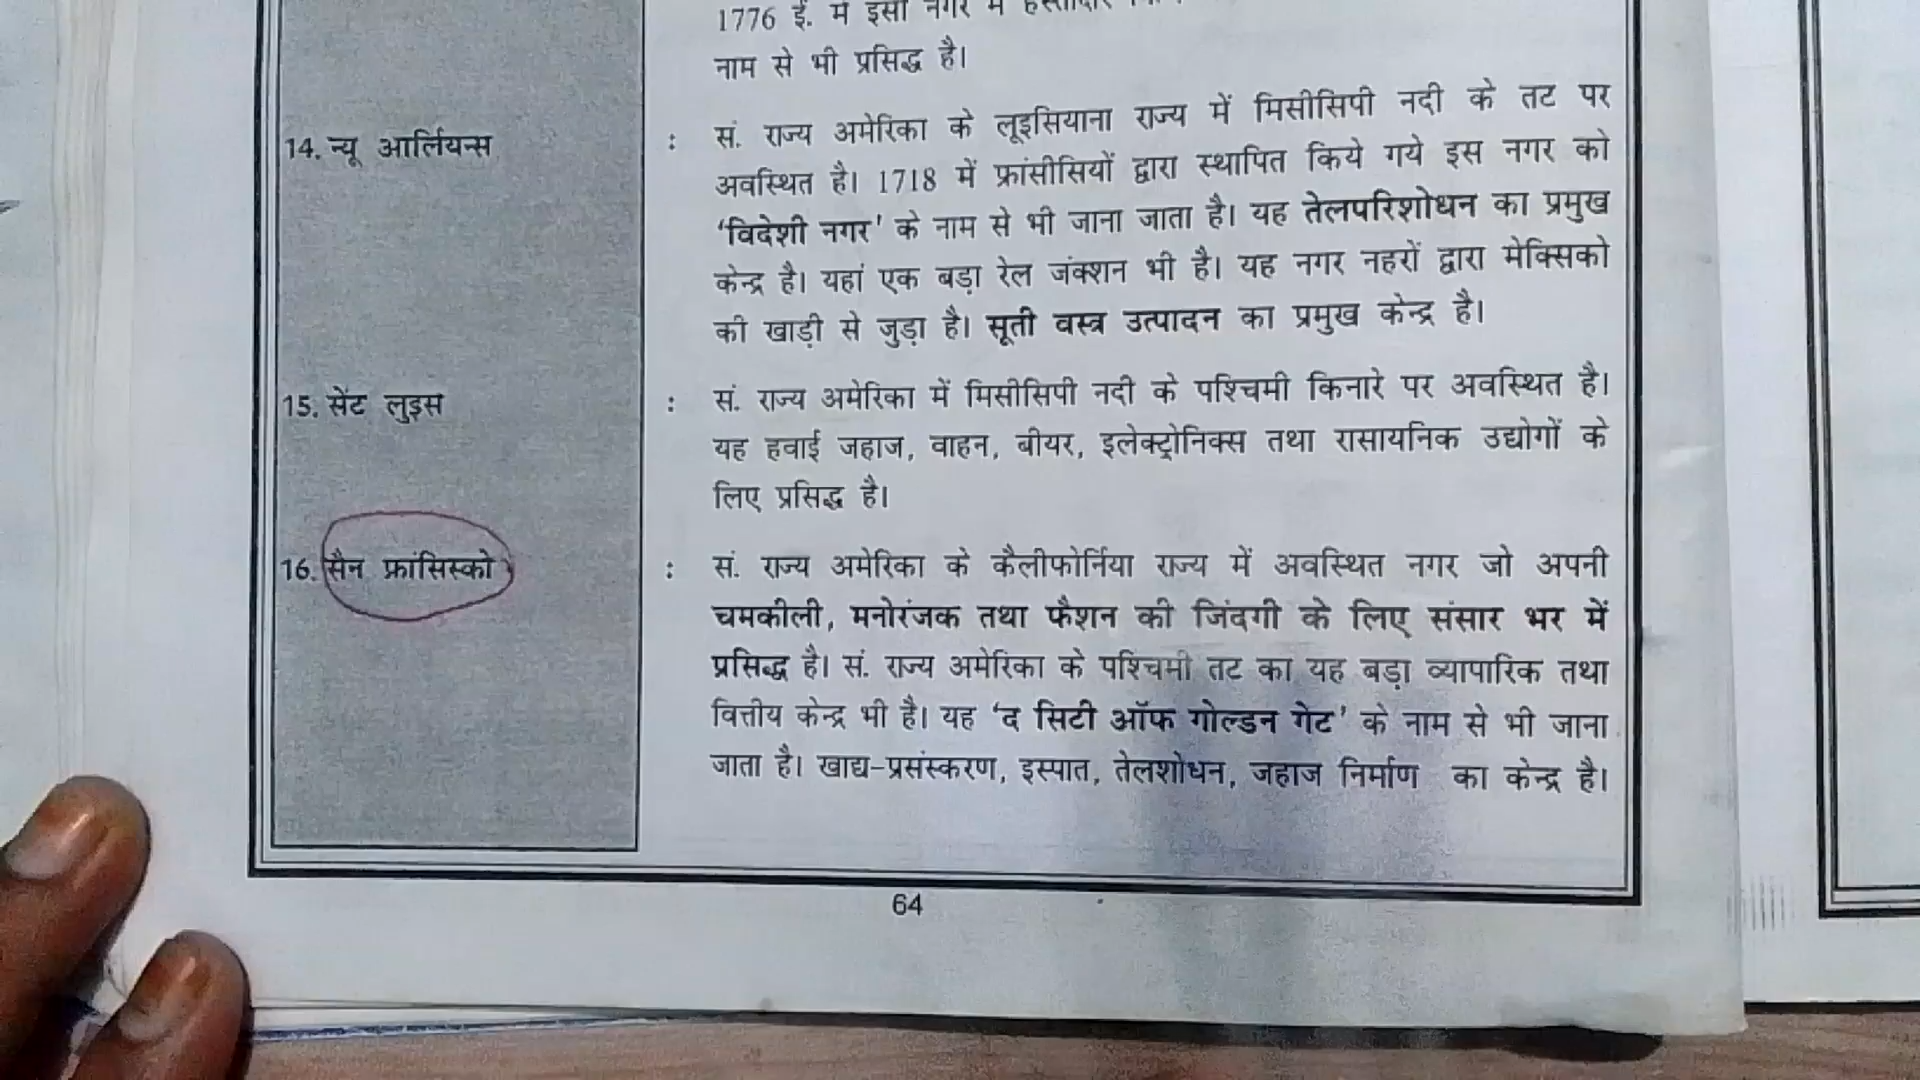 1776 ई. में इसी नगर में
नाम से भी प्रसिद्ध है।
14. न्यू आर्लियन्स : सं. राज्य अमेरिका के लूइसियाना राज्य में मिसीसिपी नदी के तट पर
अवस्थित है। 1718 में फ्रांसीसियों द्वारा स्थापित किये गये इस नगर को
‘विदेशी नगर’ के नाम से भी जाना जाता है। यह तेलपरिशोधन का प्रमुख
केन्द्र है। यहां एक बड़ा रेल जंक्शन भी है। यह नगर नहरों द्वारा मेक्सिको
की खाड़ी से जुड़ा है। सूती वस्त्र उत्पादन का प्रमुख केन्द्र है।
15. सेंट लुइस : सं. राज्य अमेरिका में मिसीसिपी नदी के पश्चिमी किनारे पर अवस्थित है।
यह हवाई जहाज, वाहन, बीयर, इलेक्ट्रोनिक्स तथा रासायनिक उद्योगों के
लिए प्रसिद्ध है।
16. सैन फ्रांसिस्को : सं. राज्य अमेरिका के कैलीफोर्निया राज्य में अवस्थित नगर जो अपनी
चमकीली, मनोरंजक तथा फैशन की जिंदगी के लिए संसार भर में
प्रसिद्ध है। सं. राज्य अमेरिका के पश्चिमी तट का यह बड़ा व्यापारिक तथा
वित्तीय केन्द्र भी है। यह ‘द सिटी ऑफ गोल्डन गेट’ के नाम से भी जाना
जाता है। खाद्य-प्रसंस्करण, इस्पात, तेलशोधन, जहाज निर्माण का केन्द्र है।
64